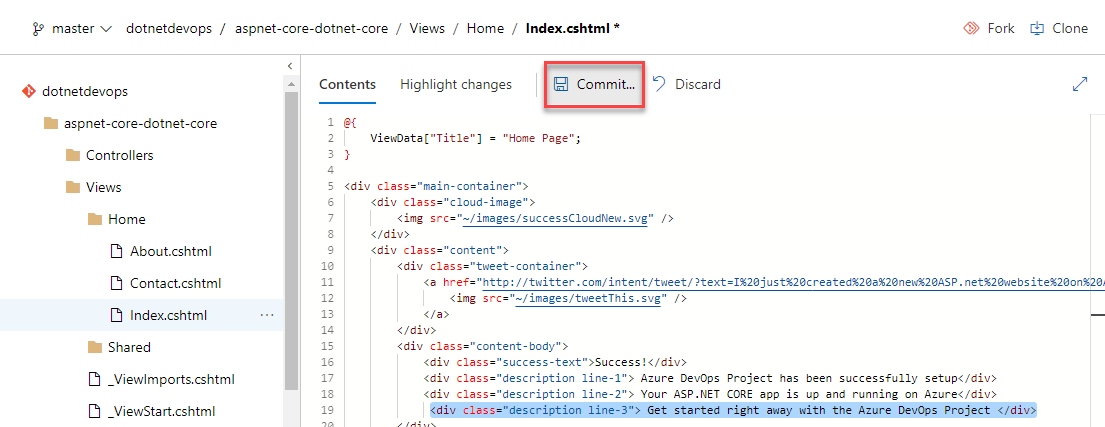 master dotnetdevops / aspnet-core-dotnet-core / Views / Home / Index.cshtml * Fork Clone
dotnetdevops
aspnet-core-dotnet-core
Controllers
Views
Home
About.cshtml
Contact.cshtml
Index.cshtml ...
Shared
_ViewImports.cshtml
_ViewStart.cshtml
Contents Highlight changes Commit... Discard
1 @{
2 ViewData["Title"] = "Home Page";
3 }
4
5 <div class="main-container">
6 <div class="cloud-image">
7 <img src="~/images/successCloudNew.svg" />
8 </div>
9 <div class="content">
10 <div class="tweet-container">
11 <a href="http://twitter.com/intent/tweet/?text=I%20just%20created%20a%20new%20ASP.net%20website%20on%20A
12 <img src="~/images/tweetThis.svg" />
13 </a>
14 </div>
15 <div class="content-body">
16 <div class="success-text">Success!</div>
17 <div class="description line-1"> Azure DevOps Project has been successfully setup</div>
18 <div class="description line-2"> Your ASP.NET CORE app is up and running on Azure</div>
19 <div class="description line-3"> Get started right away with the Azure DevOps Project </div>
20 </div>